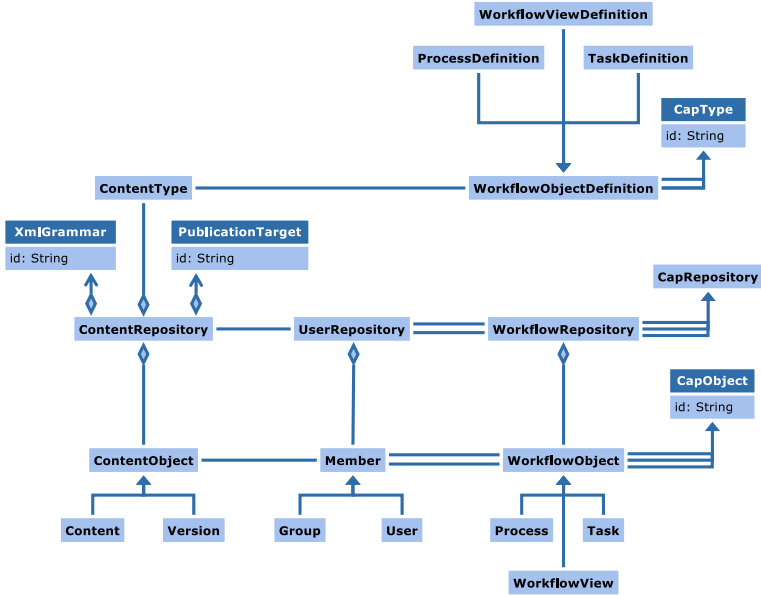 WorkflowViewDefinition
ProcessDefinition
TaskDefinition
CapType
id: String
ContentType
WorkflowObjectDefinition
XmlGrammar
id: String
PublicationTarget
id: String
CapRepository
ContentRepository
UserRepository
WorkflowRepository
CapObject
id: String
ContentObject
Member
WorkflowObject
Content
Version
Group
User
Process
Task
WorkflowView